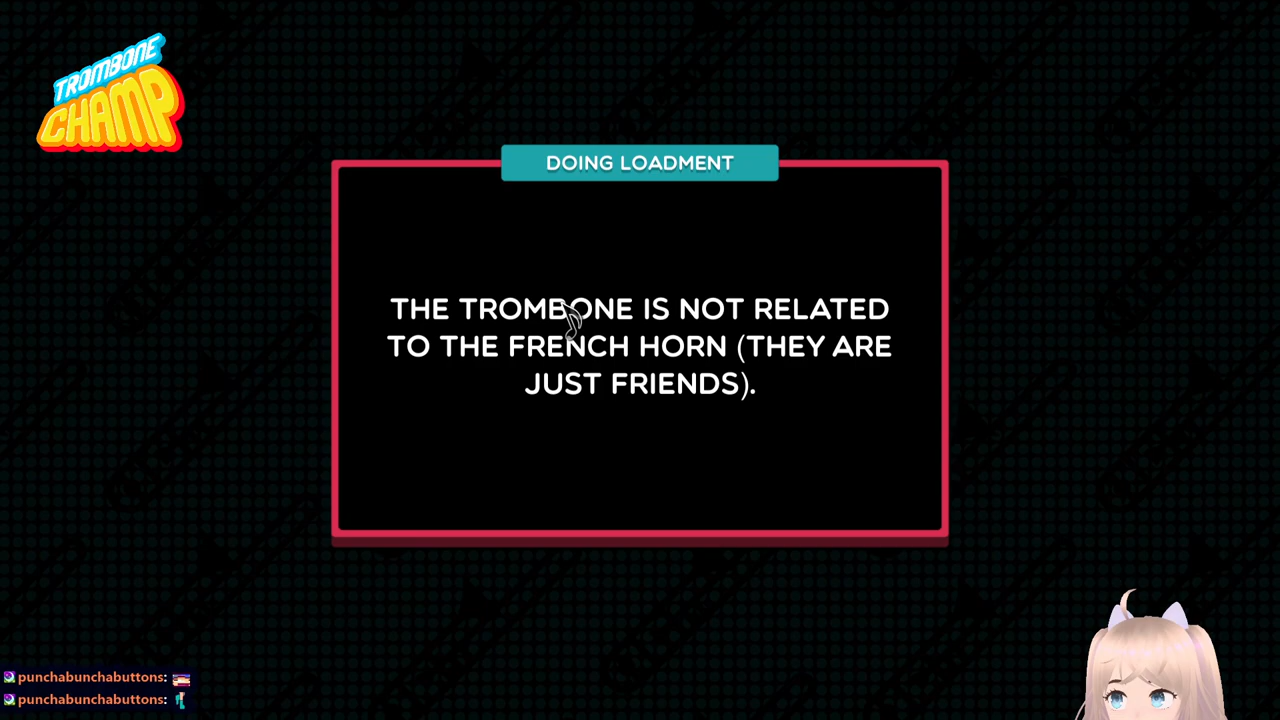 TROMBONE
CHAMP
DOING LOADMENT
THE TROMBONE IS NOT RELATED
TO THE FRENCH HORN (THEY ARE
JUST FRIENDS).
punchabunchabuttons:
punchabunchabuttons: